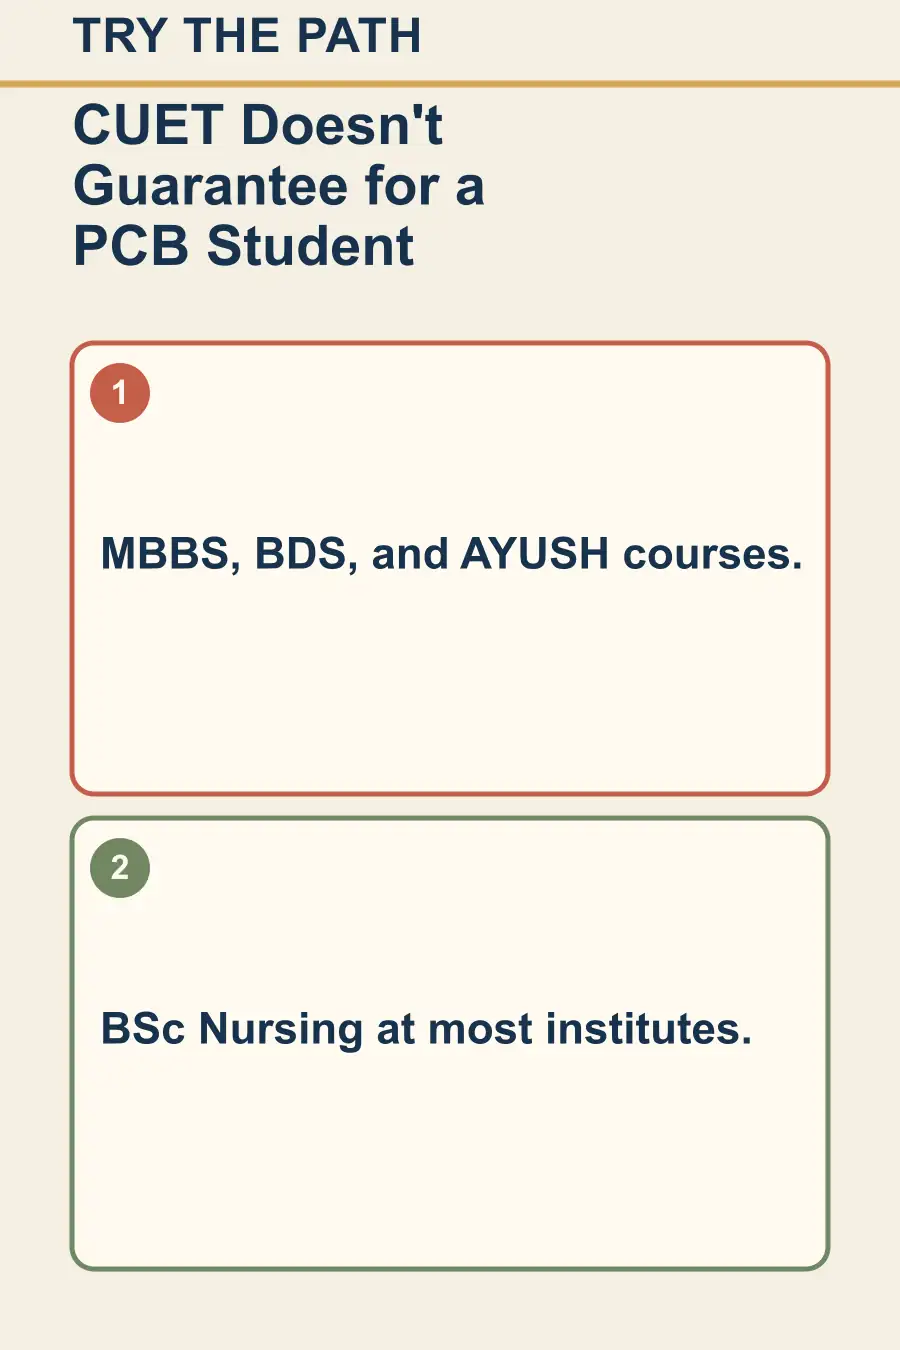 TRY THE PATH
CUET Doesn't
Guarantee for a
PCB Student
1
MBBS, BDS, and AYUSH courses.
2
BSc Nursing at most institutes.